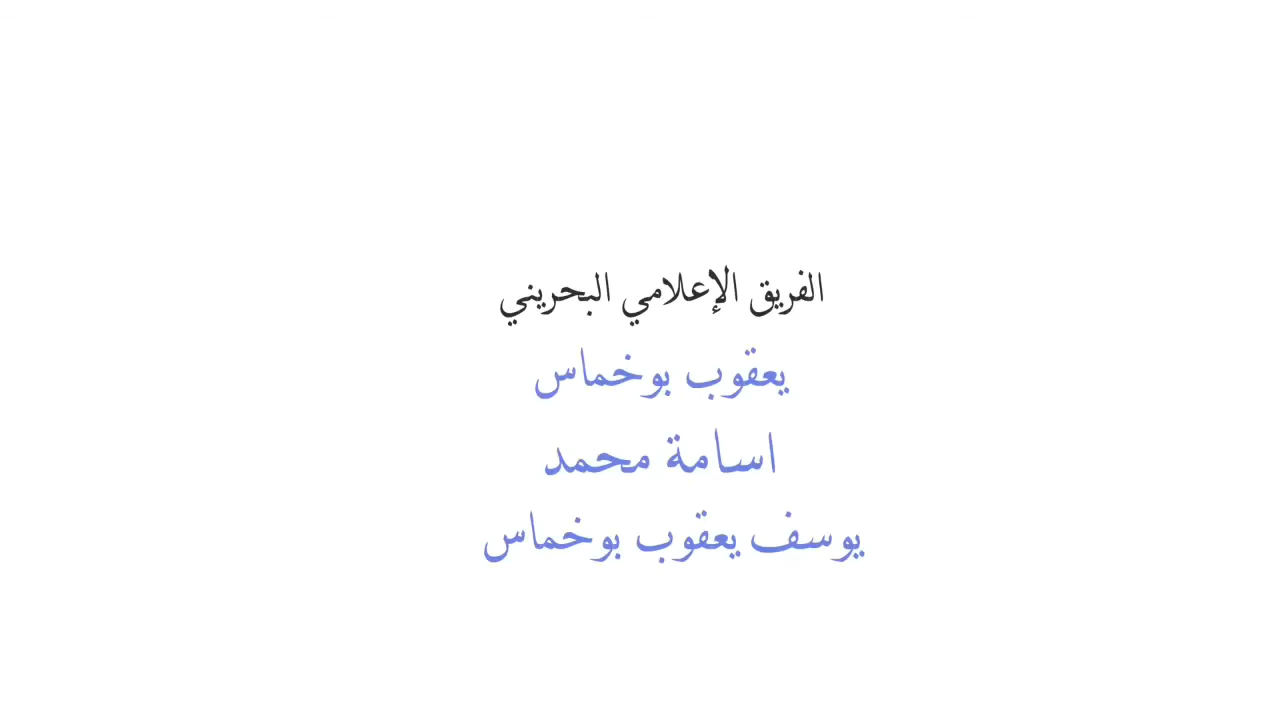 الفريق الإعلامي البحريني
يعقوب بوخماس
اسامة محمد
يوسف يعقوب بوخماس